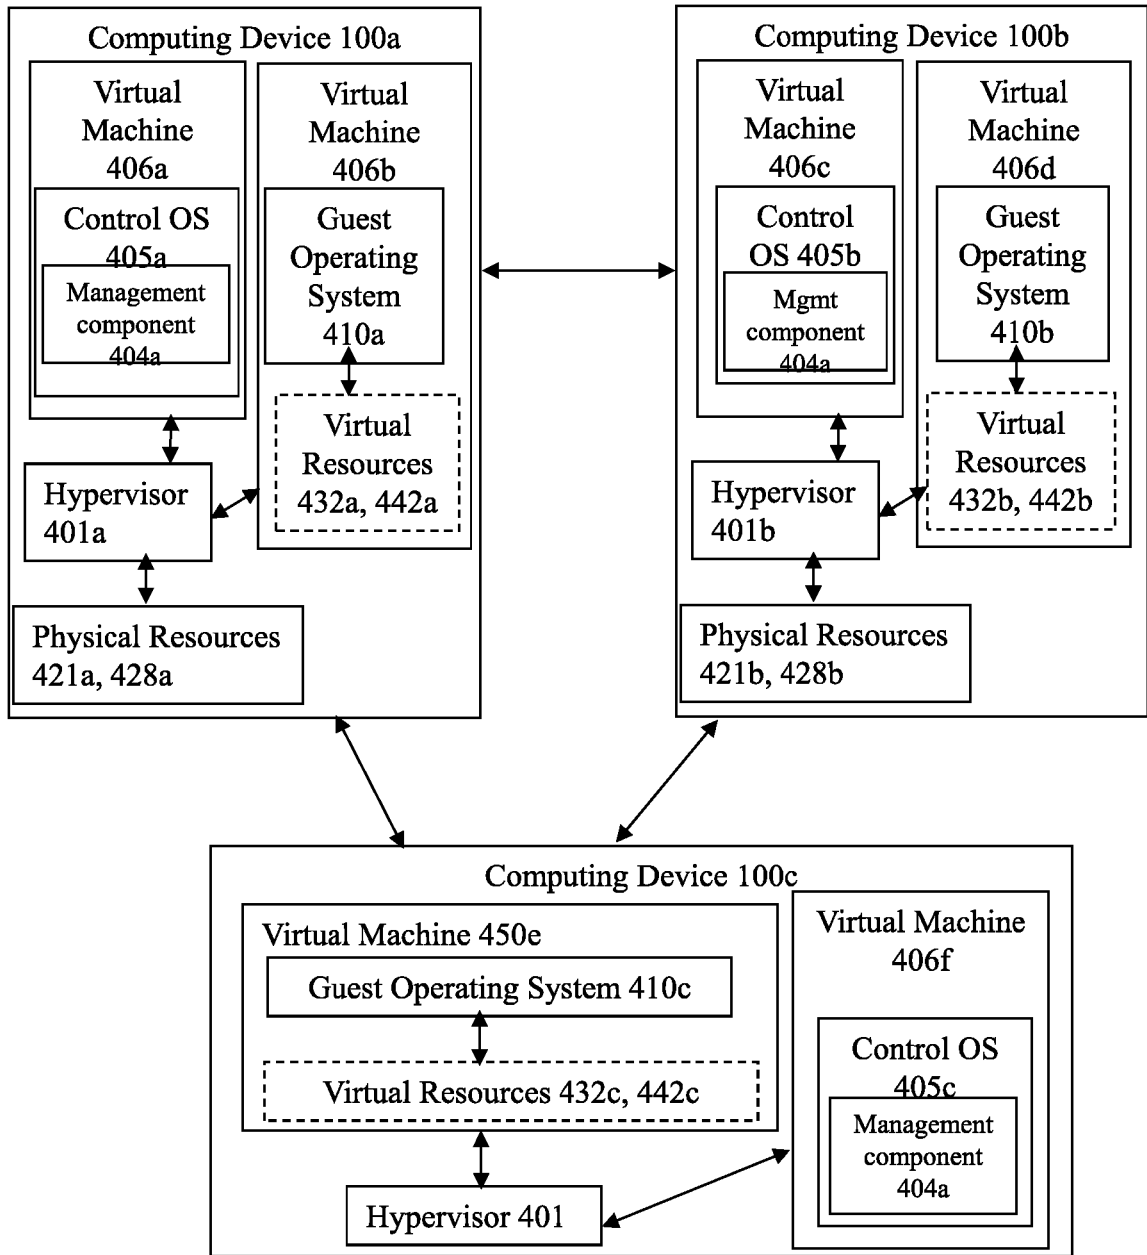 Computing Device 100a
Virtual
Machine
406a
Control OS
405a
Management
component
404a
Virtual
Machine
406b
Guest
Operating
System
410a
Virtual
Resources
432a, 442a
Hypervisor
401a
Physical Resources
421a, 428a
Computing Device 100b
Virtual
Machine
406c
Control
OS 405b
Mgmt
component
404a
Virtual
Machine
406d
Guest
Operating
System
410b
Virtual
Resources
432b, 442b
Hypervisor
401b
Physical Resources
421b, 428b
Computing Device 100c
Virtual Machine 450e
Guest Operating System 410c
Virtual Resources 432c, 442c
Hypervisor 401
Virtual Machine
406f
Control OS
405c
Management
component
404a